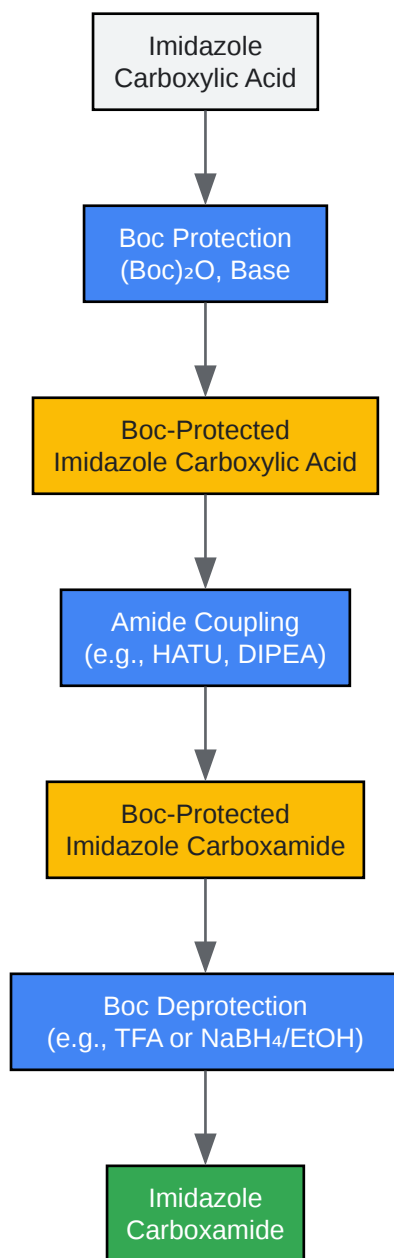 Imidazole
Carboxylic Acid
Boc Protection
(Boc)₂O, Base
Boc-Protected
Imidazole Carboxylic Acid
Amide Coupling
(e.g., HATU, DIPEA)
Boc-Protected
Imidazole Carboxamide
Boc Deprotection
(e.g., TFA or NaBH₄/EtOH)
Imidazole
Carboxamide